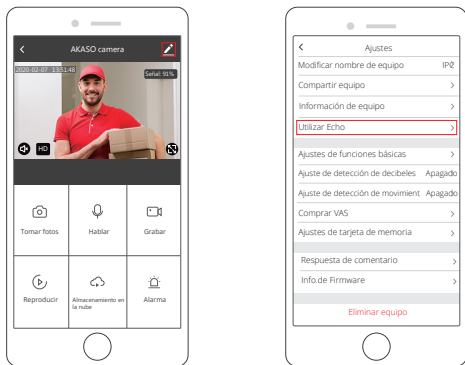 AKASO camera
2020-02-07 13:51:48
Señal: 91%
HD
Tomar fotos
Hablar
Grabar
Reproducir
Almacenamiento en
la nube
Alarma
Ajustes
Modificar nombre de equipo
Compartir equipo
Información de equipo
Utilizar Echo
Ajustes de funciones básicas
Ajuste de detección de decibeles Apagado
Ajuste de detección de movimient Apagado
Comprar VAS
Ajustes de tarjeta de memoria
Respuesta de comentario
Info.de Firmware
Eliminar equipo